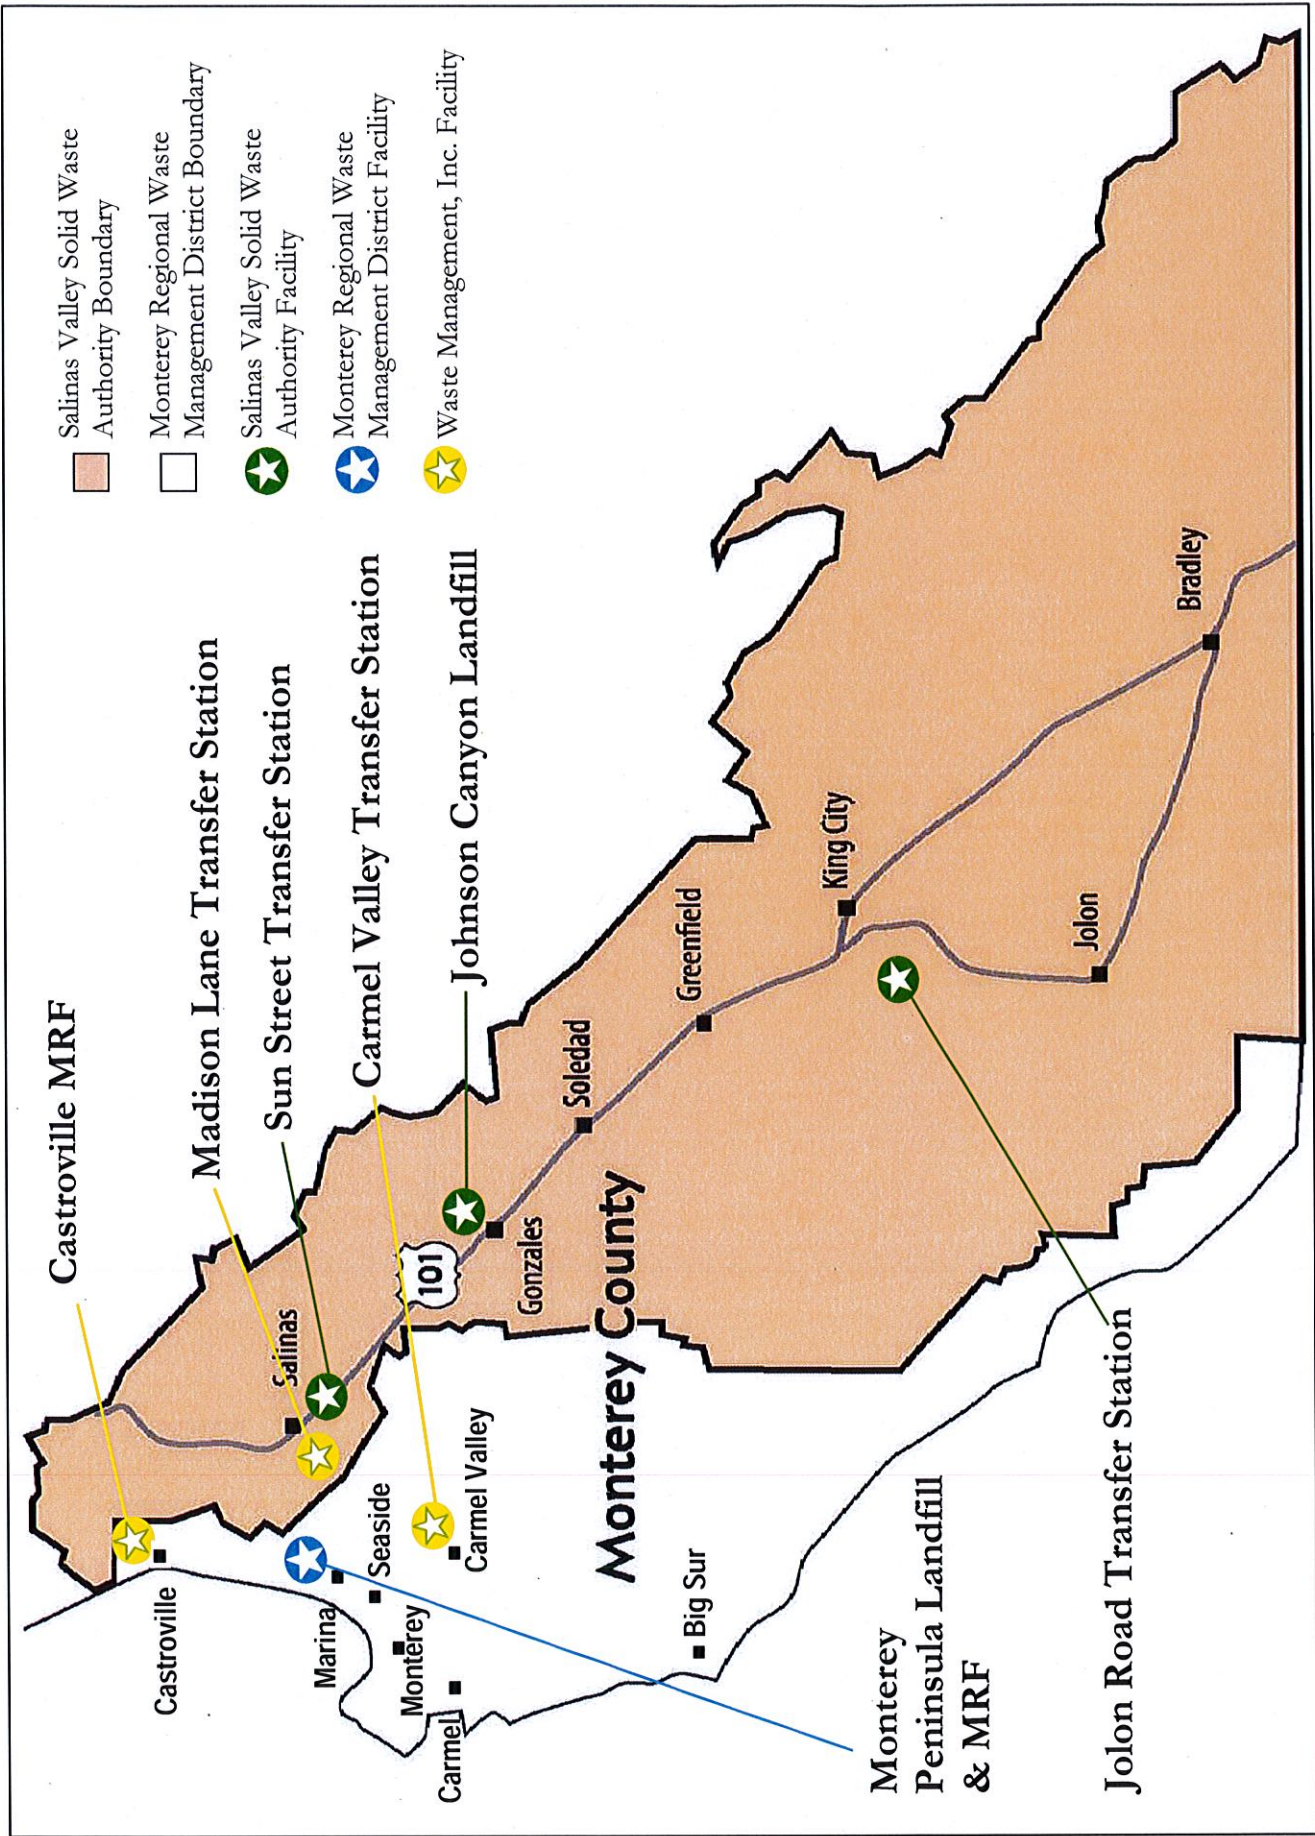 Castroville MRF
Madison Lane Transfer Station
Sun Street Transfer Station
Carmel Valley Transfer Station
Johnson Canyon Landfill
Salinas Valley Solid Waste
Authority Boundary
Monterey Regional Waste
Management District Boundary
Salinas Valley Solid Waste
Authority Facility
Monterey Regional Waste
Management District Facility
Waste Management, Inc. Facility
Castroville
Salinas
Marina
Seaside
Monterey
Carmel
Carmel Valley
101
Gonzales
Soledad
Greenfield
King City
Jolon
Bradley
Monterey County
Big Sur
Monterey
Peninsula Landfill
& MRF
Jolon Road Transfer Station